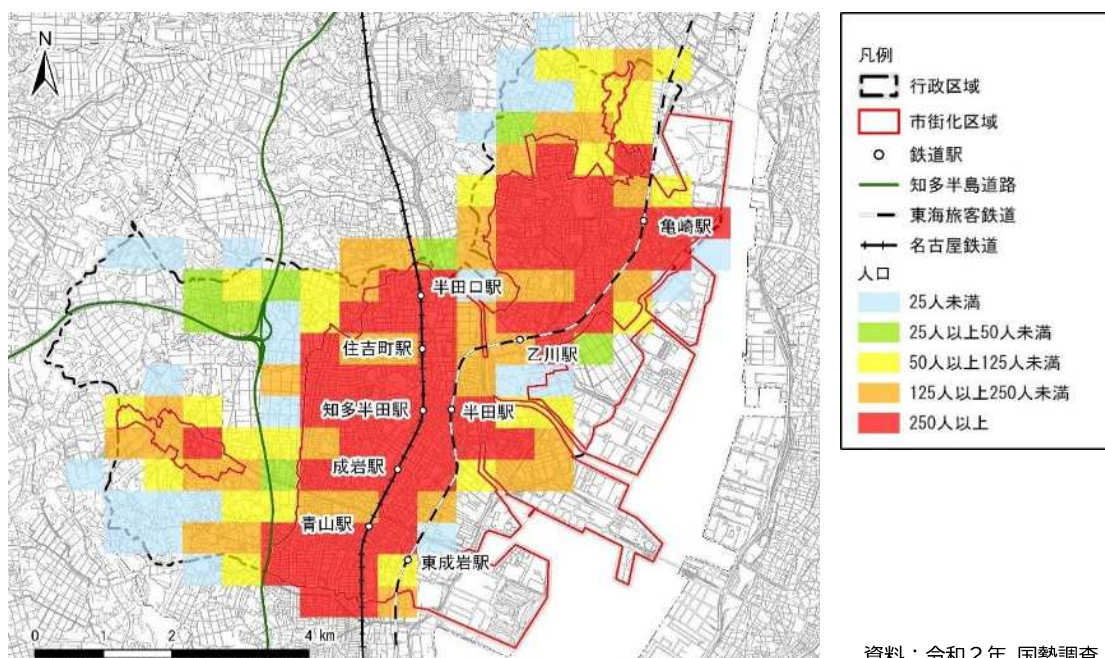 N
亀崎駅
半田口駅
住吉町駅
乙川駅
知多半田駅
半田駅
成岩駅
青山駅
東成岩駅
0 1 2 4 km
凡例
行政区域
市街化区域
鉄道駅
知多半島道路
東海旅客鉄道
名古屋鉄道
人口
25人未満
25人以上50人未満
50人以上125人未満
125人以上250人未満
250人以上
資料：令和2年 国勢調査